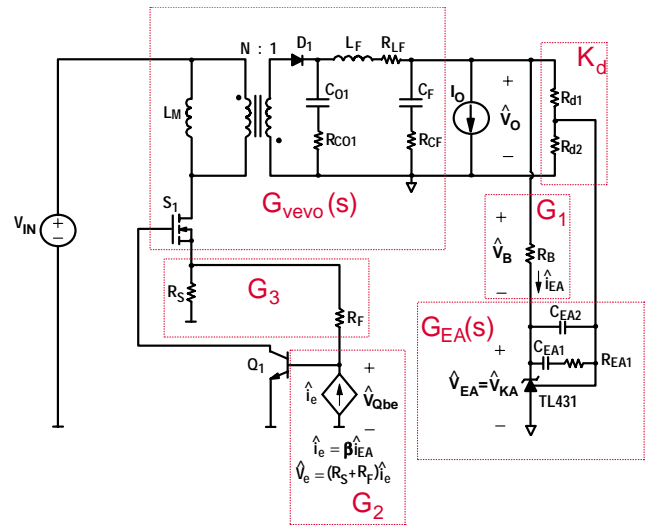 N : 1
D1
LF
RLF
Kd
LM
CO1
CF
IO
+
V̂O
−
Rd1
Rd2
RCO1
RCF
Gvevo(s)
S1
VIN
+
−
G1
+
V̂B
−
RB
îEA
RS
G3
RF
GEA(s)
CEA2
CEA1
REA1
+
V̂EA=V̂KA
−
TL431
Q1
îe
+
V̂Qbe
−
îe = βîEA
V̂e = (RS+RF)îe
G2